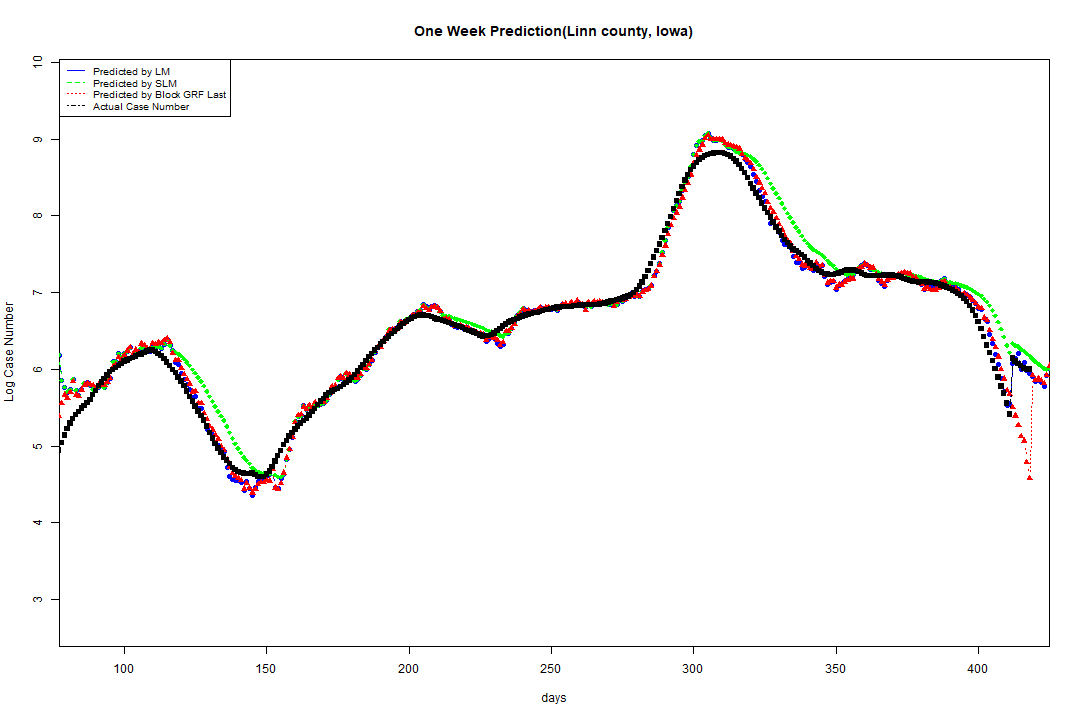 One Week Prediction(Linn county, Iowa)
Predicted by LM
Predicted by SLM
Predicted by Block GRF Last
Actual Case Number
Log Case Number
10
9
8
7
6
5
4
3
100 150 200 250 300 350 400
days